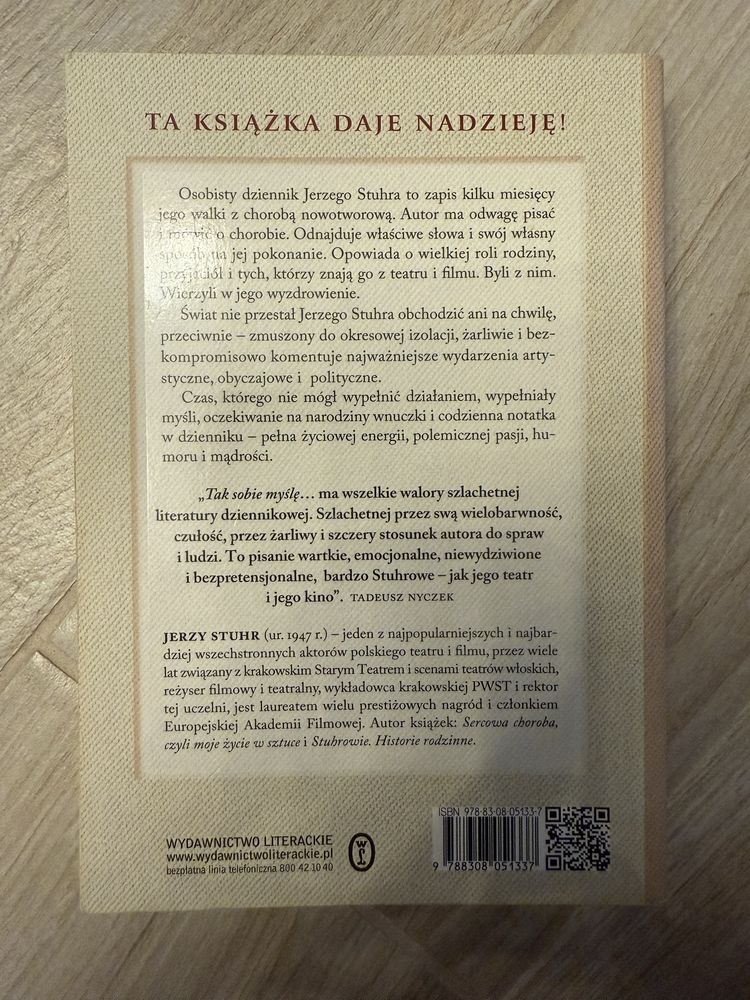 TA KSIĄŻKA DAJE NADZIEJĘ!
Osobisty dziennik Jerzego Stuhra to zapis kilku miesięcy
jego walki z chorobą nowotworową. Autor ma odwagę pisać
i mówić o chorobie. Odnajduje właściwe słowa i swój własny
sposób na jej pokonanie. Opowiada o wielkiej roli rodziny,
przyjaciół i tych, którzy znają go z teatru i filmu. Byli z nim.
Wierzyli w jego wyzdrowienie.
Świat nie przestał Jerzego Stuhra obchodzić ani na chwilę,
przeciwnie – zmuszony do okresowej izolacji, żarliwie i bez-
kompromisowo komentuje najważniejsze wydarzenia arty-
styczne, obyczajowe i polityczne.
Czas, którego nie mógł wypełnić działaniem, wypełniały
myśli, oczekiwanie na narodziny wnuczki i codzienna notatka
w dzienniku – pełna życiowej energii, polemicznej pasji, hu-
moru i mądrości.
„Tak sobie myślę... ma wszelkie walory szlachetnej
literatury dziennikowej. Szlachetnej przez swą wielobarwność,
czułość, przez żarliwy i szczery stosunek autora do spraw
i ludzi. To pisanie wartkie, emocjonalne, niewydziwione
i bezpretensjonalne, bardzo Stuhrowe – jak jego teatr
i jego kino”. TADEUSZ NYCZEK
JERZY STUHR (ur. 1947 r.) – jeden z najpopularniejszych i najbar-
dziej wszechstronnych aktorów polskiego teatru i filmu, przez wiele
lat związany z krakowskim Starym Teatrem i scenami teatrów włoskich,
reżyser filmowy i teatralny, wykładowca krakowskiej PWST i rektor
tej uczelni, jest laureatem wielu prestiżowych nagród i członkiem
Europejskiej Akademii Filmowej. Autor książek: Sercowa choroba,
czyli moje życie w sztuce i Stuhrowie. Historie rodzinne.
ISBN 978-83-08-05133-7
9 788308 051337
WYDAWNICTWO LITERACKIE
www.wydawnictwoliterackie.pl
bezpłatna linia telefoniczna 800 42 10 40
W
L